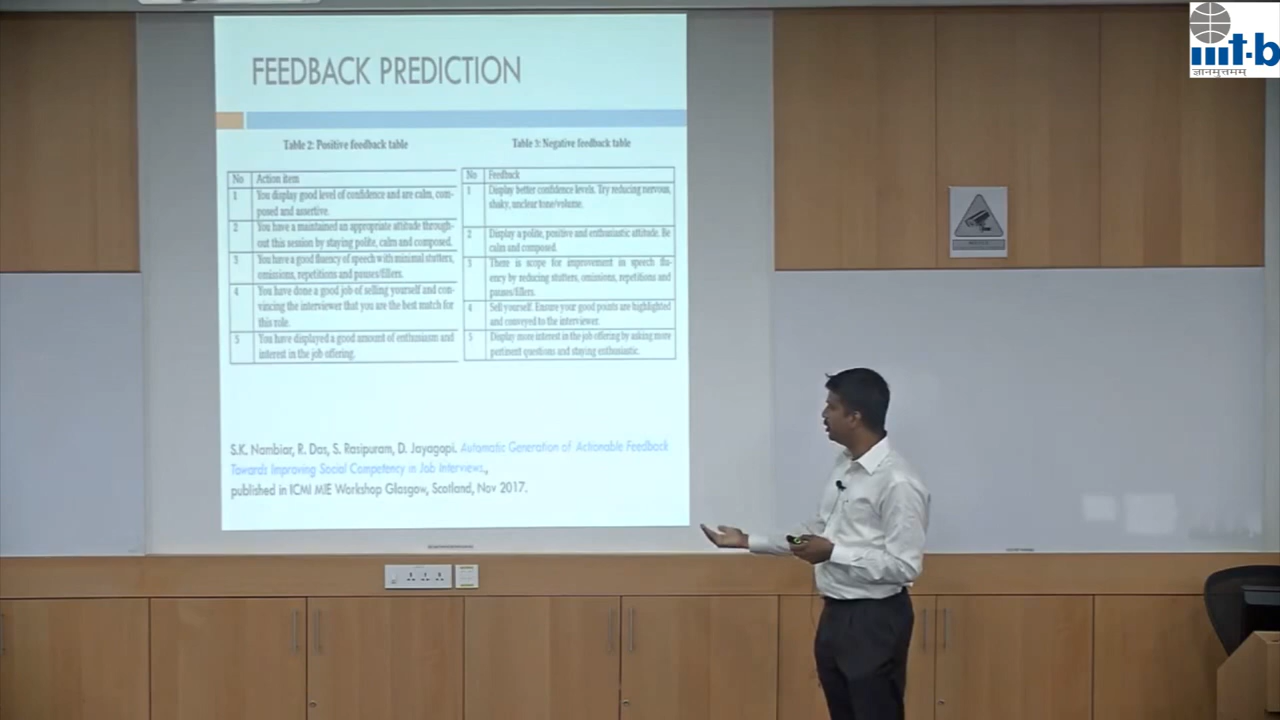 FEEDBACK PREDICTION
Table 2: Positive feedback table
No Action item
1 You display good level of confidence and are calm, com-
posed and assertive.
2 You have a maintained an appropriate attitude through-
out this session by staying polite, calm and composed.
3 You have a good fluency of speech with minimal stutters,
omissions, repetitions and pauses/fillers.
4 You have done a good job of selling yourself and con-
vincing the interviewer that you are the best match for
this role.
5 You have displayed a good amount of enthusiasm and
interest in the job offering.
Table 3: Negative feedback table
No Feedback
1 Display better confidence levels. Try reducing nervous,
shaky, unclear tone/volume.
2 Display a polite, positive and enthusiastic attitude. Be
calm and composed.
3 There is scope for improvement in speech flu-
ency by reducing stutters, omissions, repetitions and
pauses/fillers.
4 Sell yourself. Ensure your good points are highlighted
and conveyed to the interviewer.
5 Display more interest in the job offering by asking more
pertinent questions and staying enthusiastic.
S.K. Nambiar, R. Das, S. Rasipuram, D. Jayagopi. Automatic Generation of Actionable Feedback
Towards Improving Social Competency in Job Interviews.,
published in ICMI MIE Workshop Glasgow, Scotland, Nov 2017.
iiit-b
ज्ञानमुत्तमम्